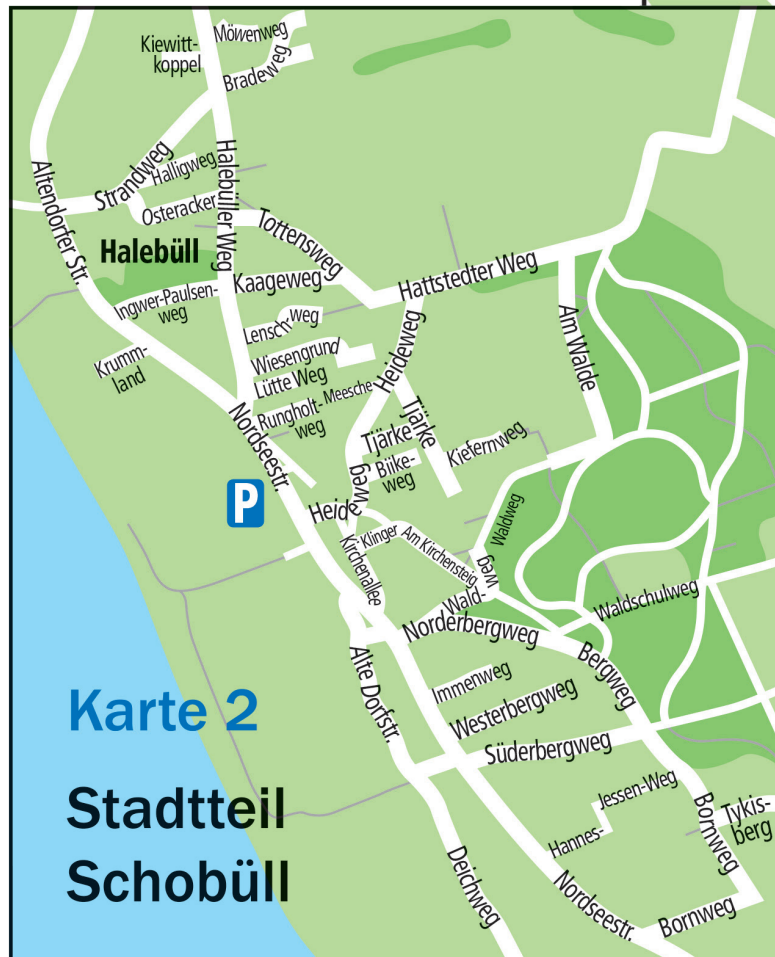 Möwenweg
Kiewitt-
koppel
Bradeweg
Strandweg
Halligweg
Halebüller Weg
Altendorfer Str.
Osteracker
Tottensweg
Halebüll
Kaageweg
Hattstedter Weg
Ingwer-Paulsen-
weg
Lensch
weg
Am Walde
Krumm-
land
Wiesengrund
Heideweg
Lütte Weg
Meesche
Rungholt-
weg
Nordseestr.
Tjärke
Tjärke
Kiefernweg
Biike-
weg
P
Heide
weg
Klinger
Am Kirchensteig
Waldweg
Kirchenallee
Wald-
weg
Waldschulweg
Norderbergweg
Bergweg
Alte Dorfstr.
Immenweg
Westerbergweg
Süderbergweg
Karte 2
Stadtteil
Schobüll
Hannes-
Jessen-Weg
Bornweg
Tykis-
berg
Deichweg
Nordseestr.
Bornweg